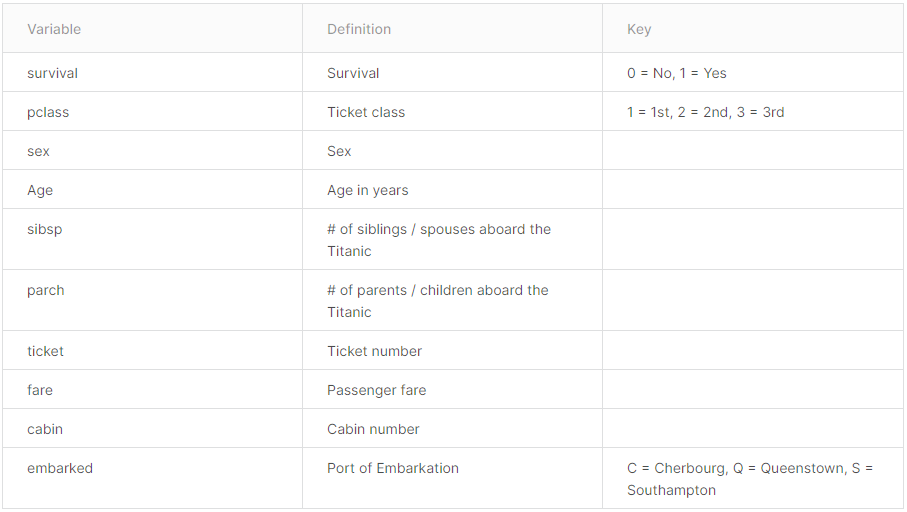 Variable Definition Key
survival Survival 0 = No, 1 = Yes
pclass Ticket class 1 = 1st, 2 = 2nd, 3 = 3rd
sex Sex
Age Age in years
sibsp # of siblings / spouses aboard the
Titanic
parch # of parents / children aboard the
Titanic
ticket Ticket number
fare Passenger fare
cabin Cabin number
embarked Port of Embarkation C = Cherbourg, Q = Queenstown, S =
Southampton